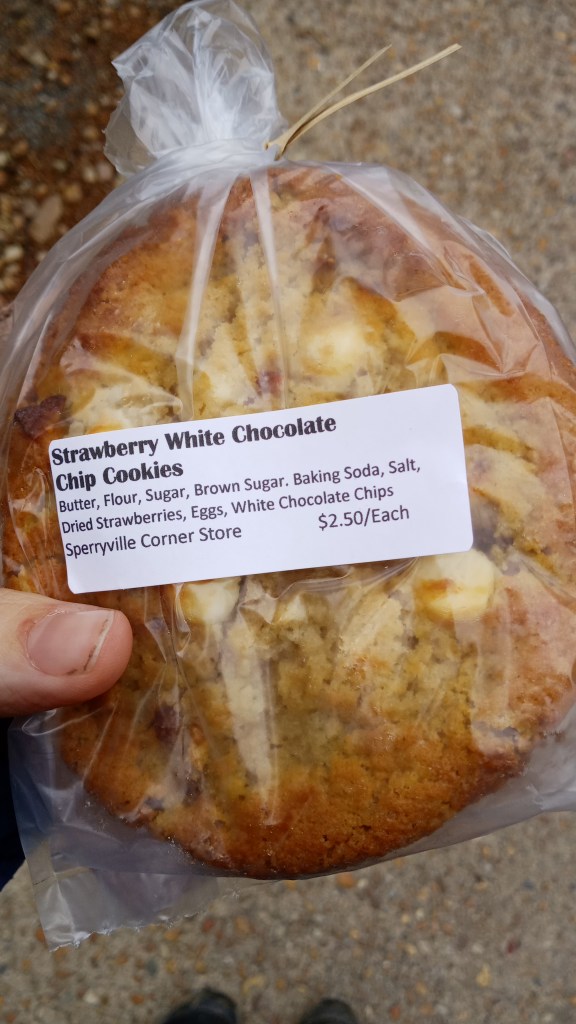 Strawberry White Chocolate
Chip Cookies
Butter, Flour, Sugar, Brown Sugar. Baking Soda, Salt,
Dried Strawberries, Eggs, White Chocolate Chips
Sperryville Corner Store $2.50/Each